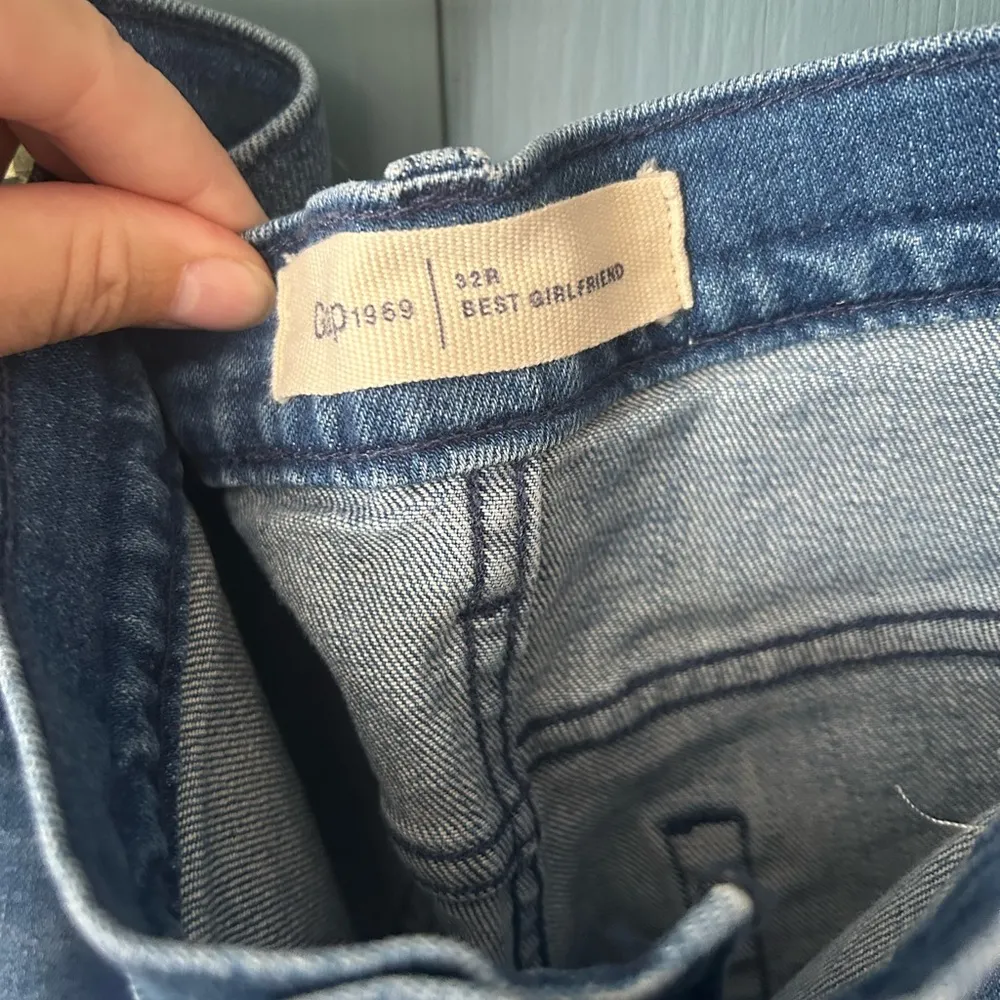 Gap 1969
32R
BEST GIRLFRIEND